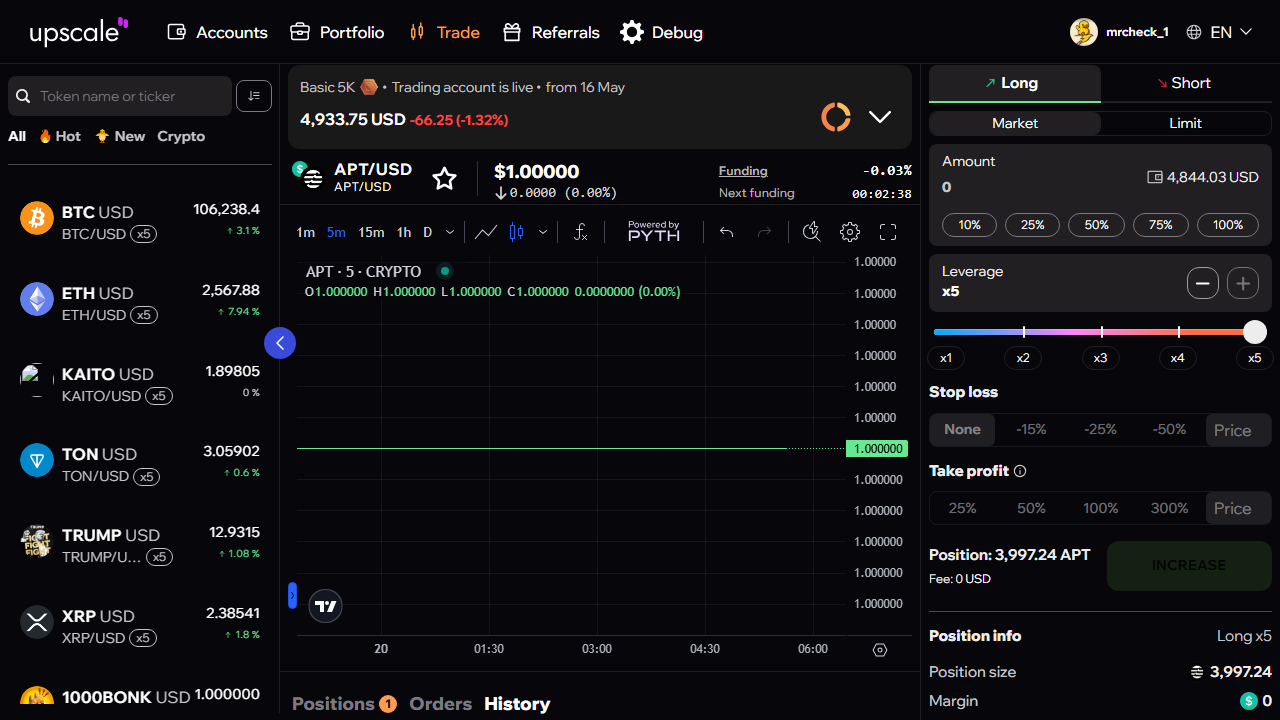 upscale
Accounts
Portfolio
Trade
Referrals
Debug
mrcheck_1
EN
Token name or ticker
All
Hot
New
Crypto
BTC USD
106,238.4
BTC/USD x5
↑ 3.1 %
ETH USD
2,567.88
ETH/USD x5
↑ 7.94 %
KAITO USD
1.89805
KAITO/USD x5
0 %
TON USD
3.05902
TON/USD x5
↑ 0.6 %
TRUMP USD
12.9315
TRUMP/U... x5
↑ 1.08 %
XRP USD
2.38541
XRP/USD x5
↑ 1.8 %
1000BONK USD
1.000000
Basic 5K • Trading account is live • from 16 May
4,933.75 USD -66.25 (-1.32%)
APT/USD
APT/USD
$1.00000
↓0.0000 (0.00%)
Funding
-0.03%
Next funding
00:02:38
1m 5m 15m 1h D
Powered by
PYTH
APT · 5 · CRYPTO
O1.000000 H1.000000 L1.000000 C1.000000 0.0000000 (0.00%)
1.00000
1.00000
1.00000
1.00000
1.00000
1.00000
1.000000
1.000000
1.000000
1.000000
1.000000
1.000000
20
01:30
03:00
04:30
06:00
Positions 1
Orders
History
Long
Short
Market
Limit
Amount
0
4,844.03 USD
10%
25%
50%
75%
100%
Leverage
x5
x1
x2
x3
x4
x5
Stop loss
None
-15%
-25%
-50%
Price
Take profit
25%
50%
100%
300%
Price
Position: 3,997.24 APT
Fee: 0 USD
INCREASE
Position info
Long x5
Position size
3,997.24
Margin
0